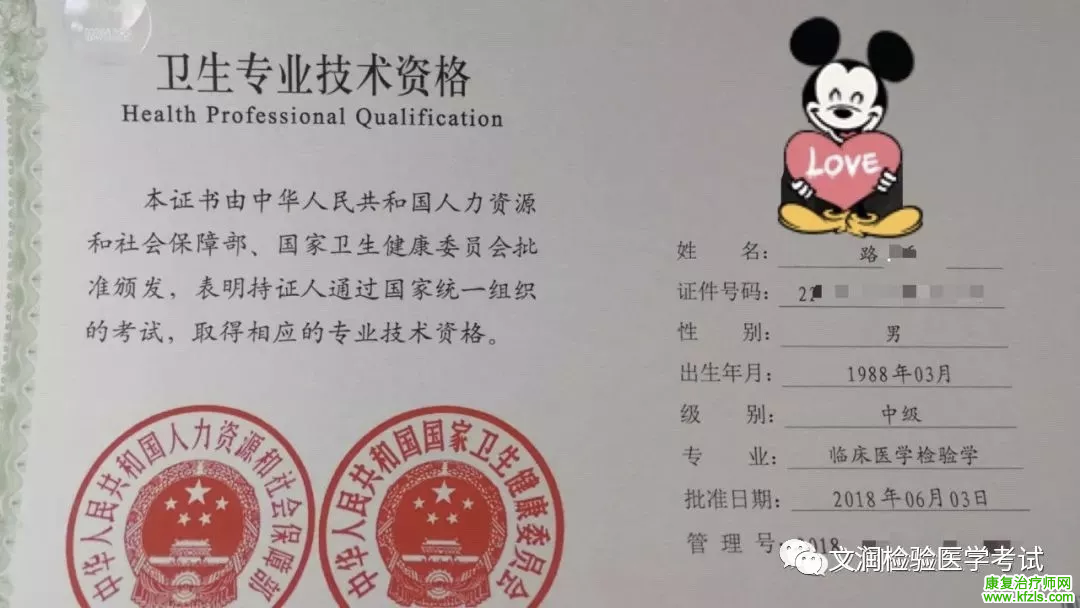 卫生专业技术资格
Health Professional Qualification
本证书由中华人民共和国人力资源
和社会保障部、国家卫生健康委员会批
准颁发，表明持证人通过国家统一组织
的考试，取得相应的专业技术资格。
中华人民共和国人力资源和社会保障部
中华人民共和国国家卫生健康委员会
LOVE
姓 名： 路
证件号码： 22
性 别： 男
出生年月： 1988年03月
级 别： 中级
专 业： 临床医学检验学
批准日期： 2018年06月03日
管 理 号： 2018
文润检验医学考试
康复治疗师网
www.kfzls.com